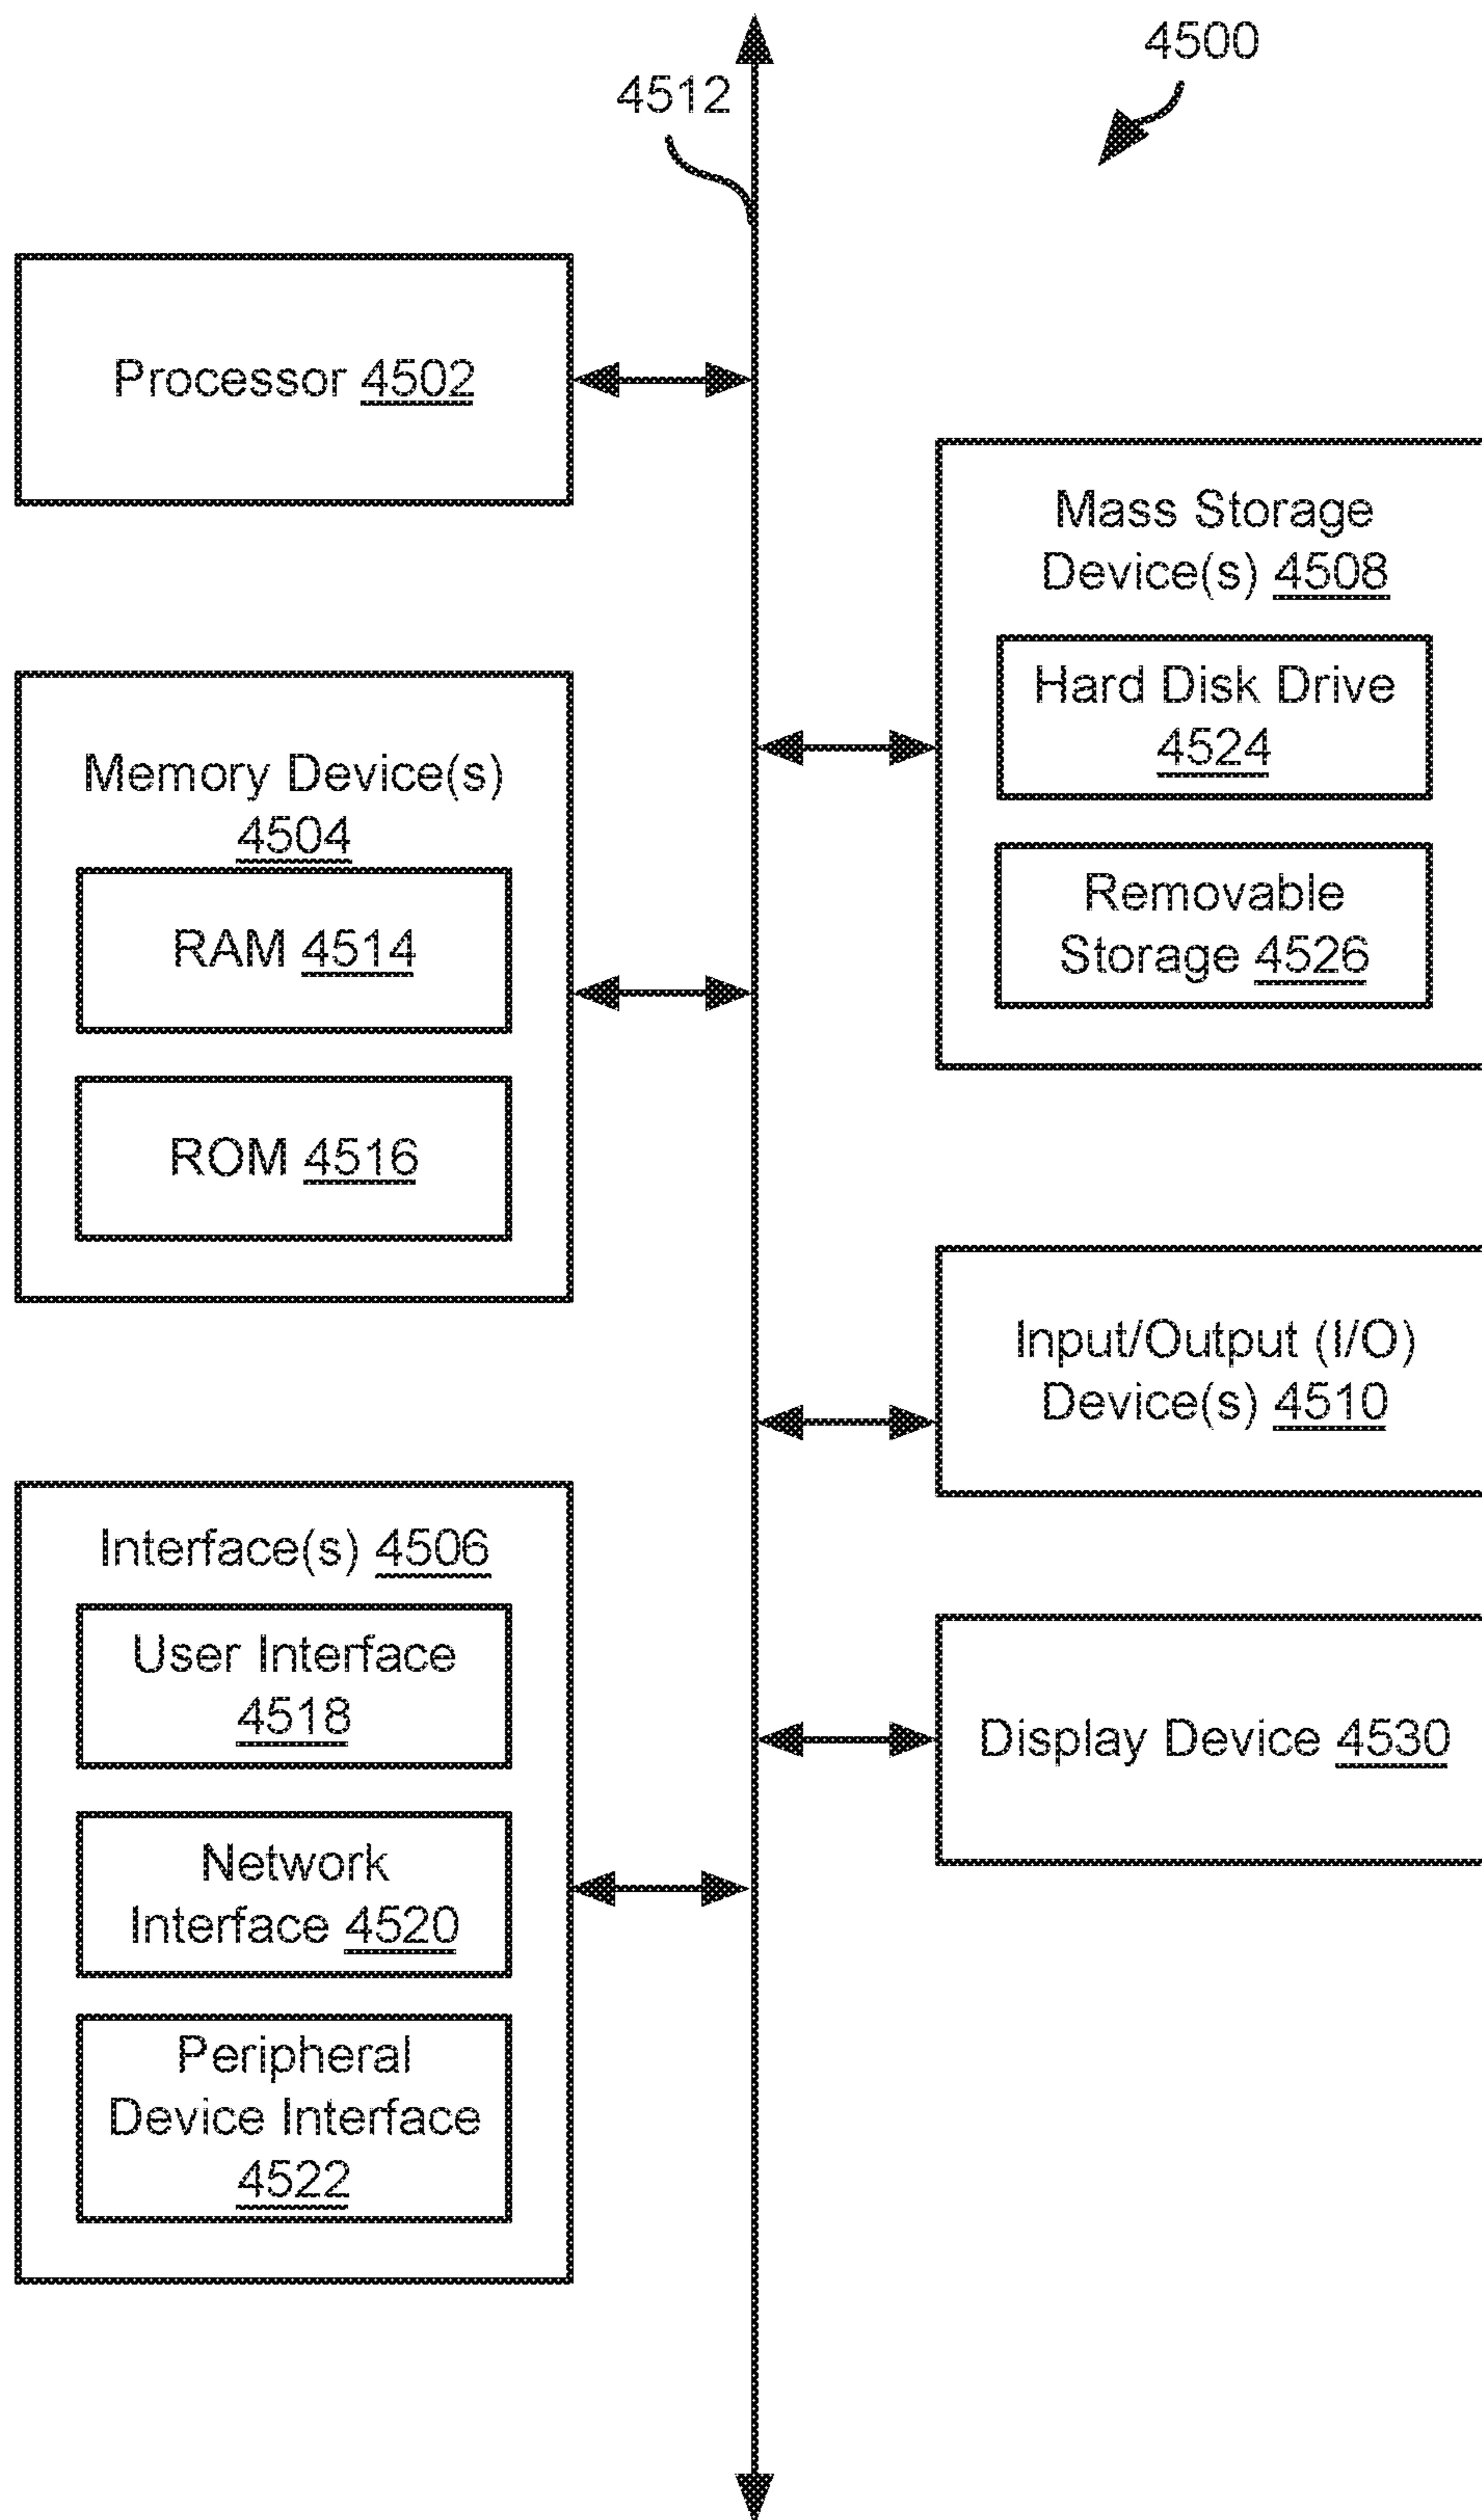 4500
4512
Processor 4502
Mass Storage
Device(s) 4508
Hard Disk Drive
4524
Removable
Storage 4526
Memory Device(s)
4504
RAM 4514
ROM 4516
Input/Output (I/O)
Device(s) 4510
Interface(s) 4506
User Interface
4518
Network
Interface 4520
Peripheral
Device Interface
4522
Display Device 4530